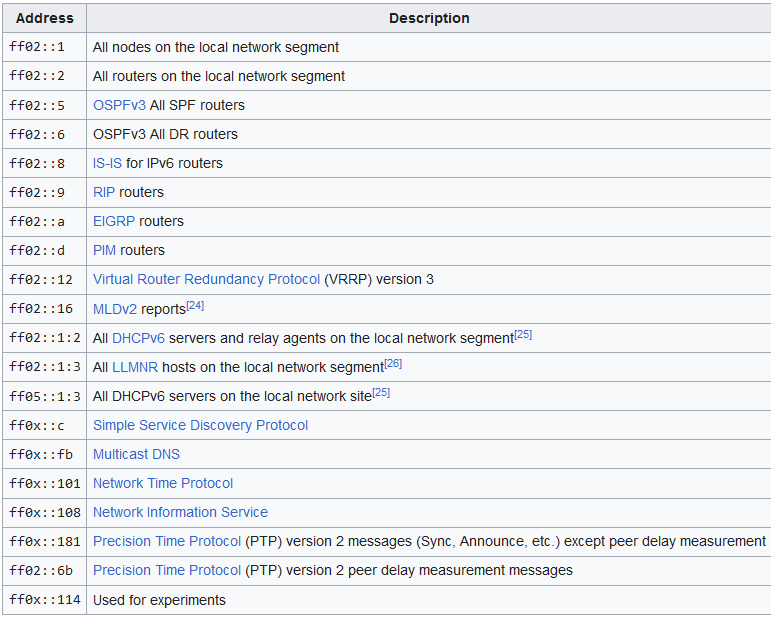 Address Description
ff02::1 All nodes on the local network segment
ff02::2 All routers on the local network segment
ff02::5 OSPFv3 All SPF routers
ff02::6 OSPFv3 All DR routers
ff02::8 IS-IS for IPv6 routers
ff02::9 RIP routers
ff02::a EIGRP routers
ff02::d PIM routers
ff02::12 Virtual Router Redundancy Protocol (VRRP) version 3
ff02::16 MLDv2 reports[24]
ff02::1:2 All DHCPv6 servers and relay agents on the local network segment[25]
ff02::1:3 All LLMNR hosts on the local network segment[26]
ff05::1:3 All DHCPv6 servers on the local network site[25]
ff0x::c Simple Service Discovery Protocol
ff0x::fb Multicast DNS
ff0x::101 Network Time Protocol
ff0x::108 Network Information Service
ff0x::181 Precision Time Protocol (PTP) version 2 messages (Sync, Announce, etc.) except peer delay measurement
ff02::6b Precision Time Protocol (PTP) version 2 peer delay measurement messages
ff0x::114 Used for experiments